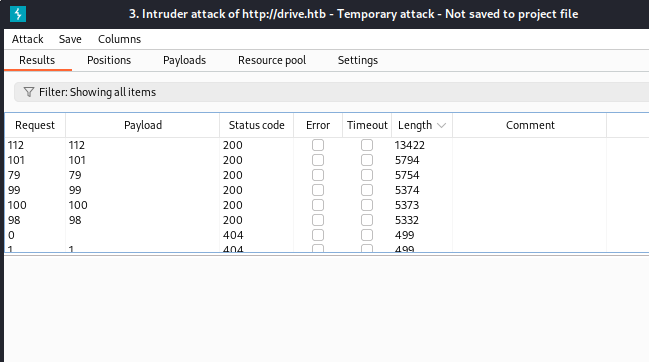 3. Intruder attack of http://drive.htb - Temporary attack - Not saved to project file
Attack Save Columns
Results Positions Payloads Resource pool Settings
Filter: Showing all items
Request Payload Status code Error Timeout Length Comment
112 112 200 13422
101 101 200 5794
79 79 200 5754
99 99 200 5374
100 100 200 5373
98 98 200 5332
0 404 499
1 1 404 499